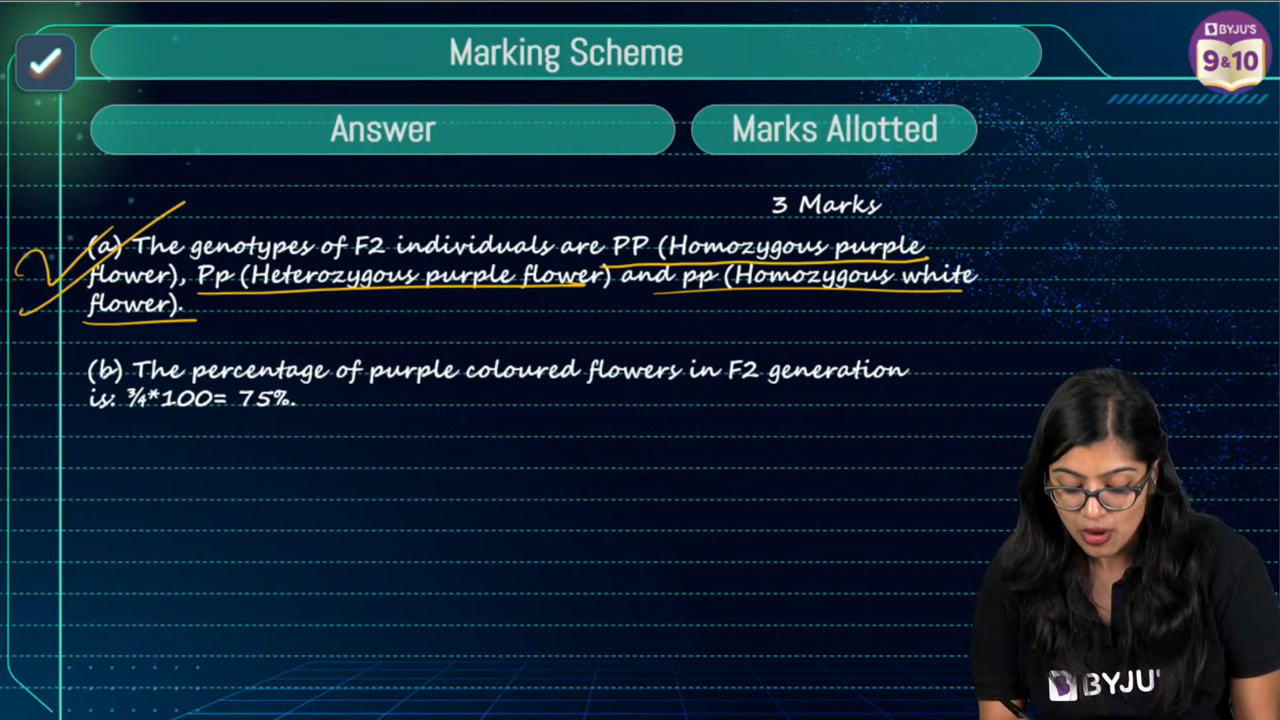 Marking Scheme
BYJU'S
9&10
Answer
Marks Allotted
3 Marks
(a) The genotypes of F2 individuals are PP (Homozygous purple
flower), Pp (Heterozygous purple flower) and pp (Homozygous white
flower).
(b) The percentage of purple coloured flowers in F2 generation
is: ¾*100= 75%.
BYJU'